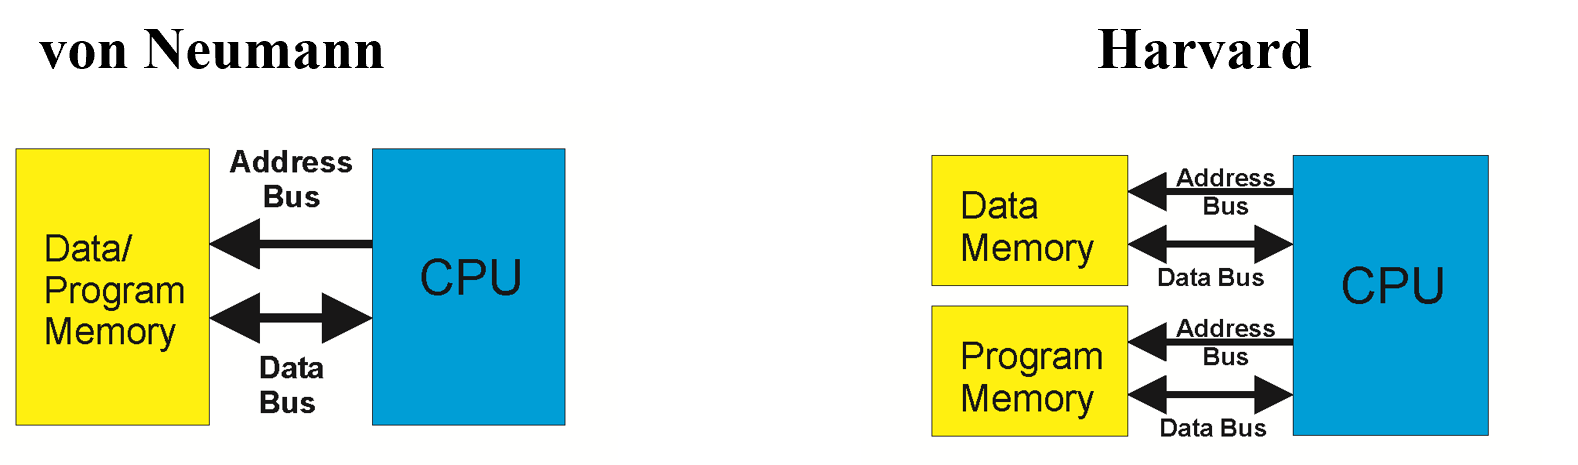 von Neumann
Harvard
Address
Bus
Data/
Program
Memory
CPU
Data
Bus
Data
Memory
Address
Bus
Data Bus
CPU
Program
Memory
Address
Bus
Data Bus